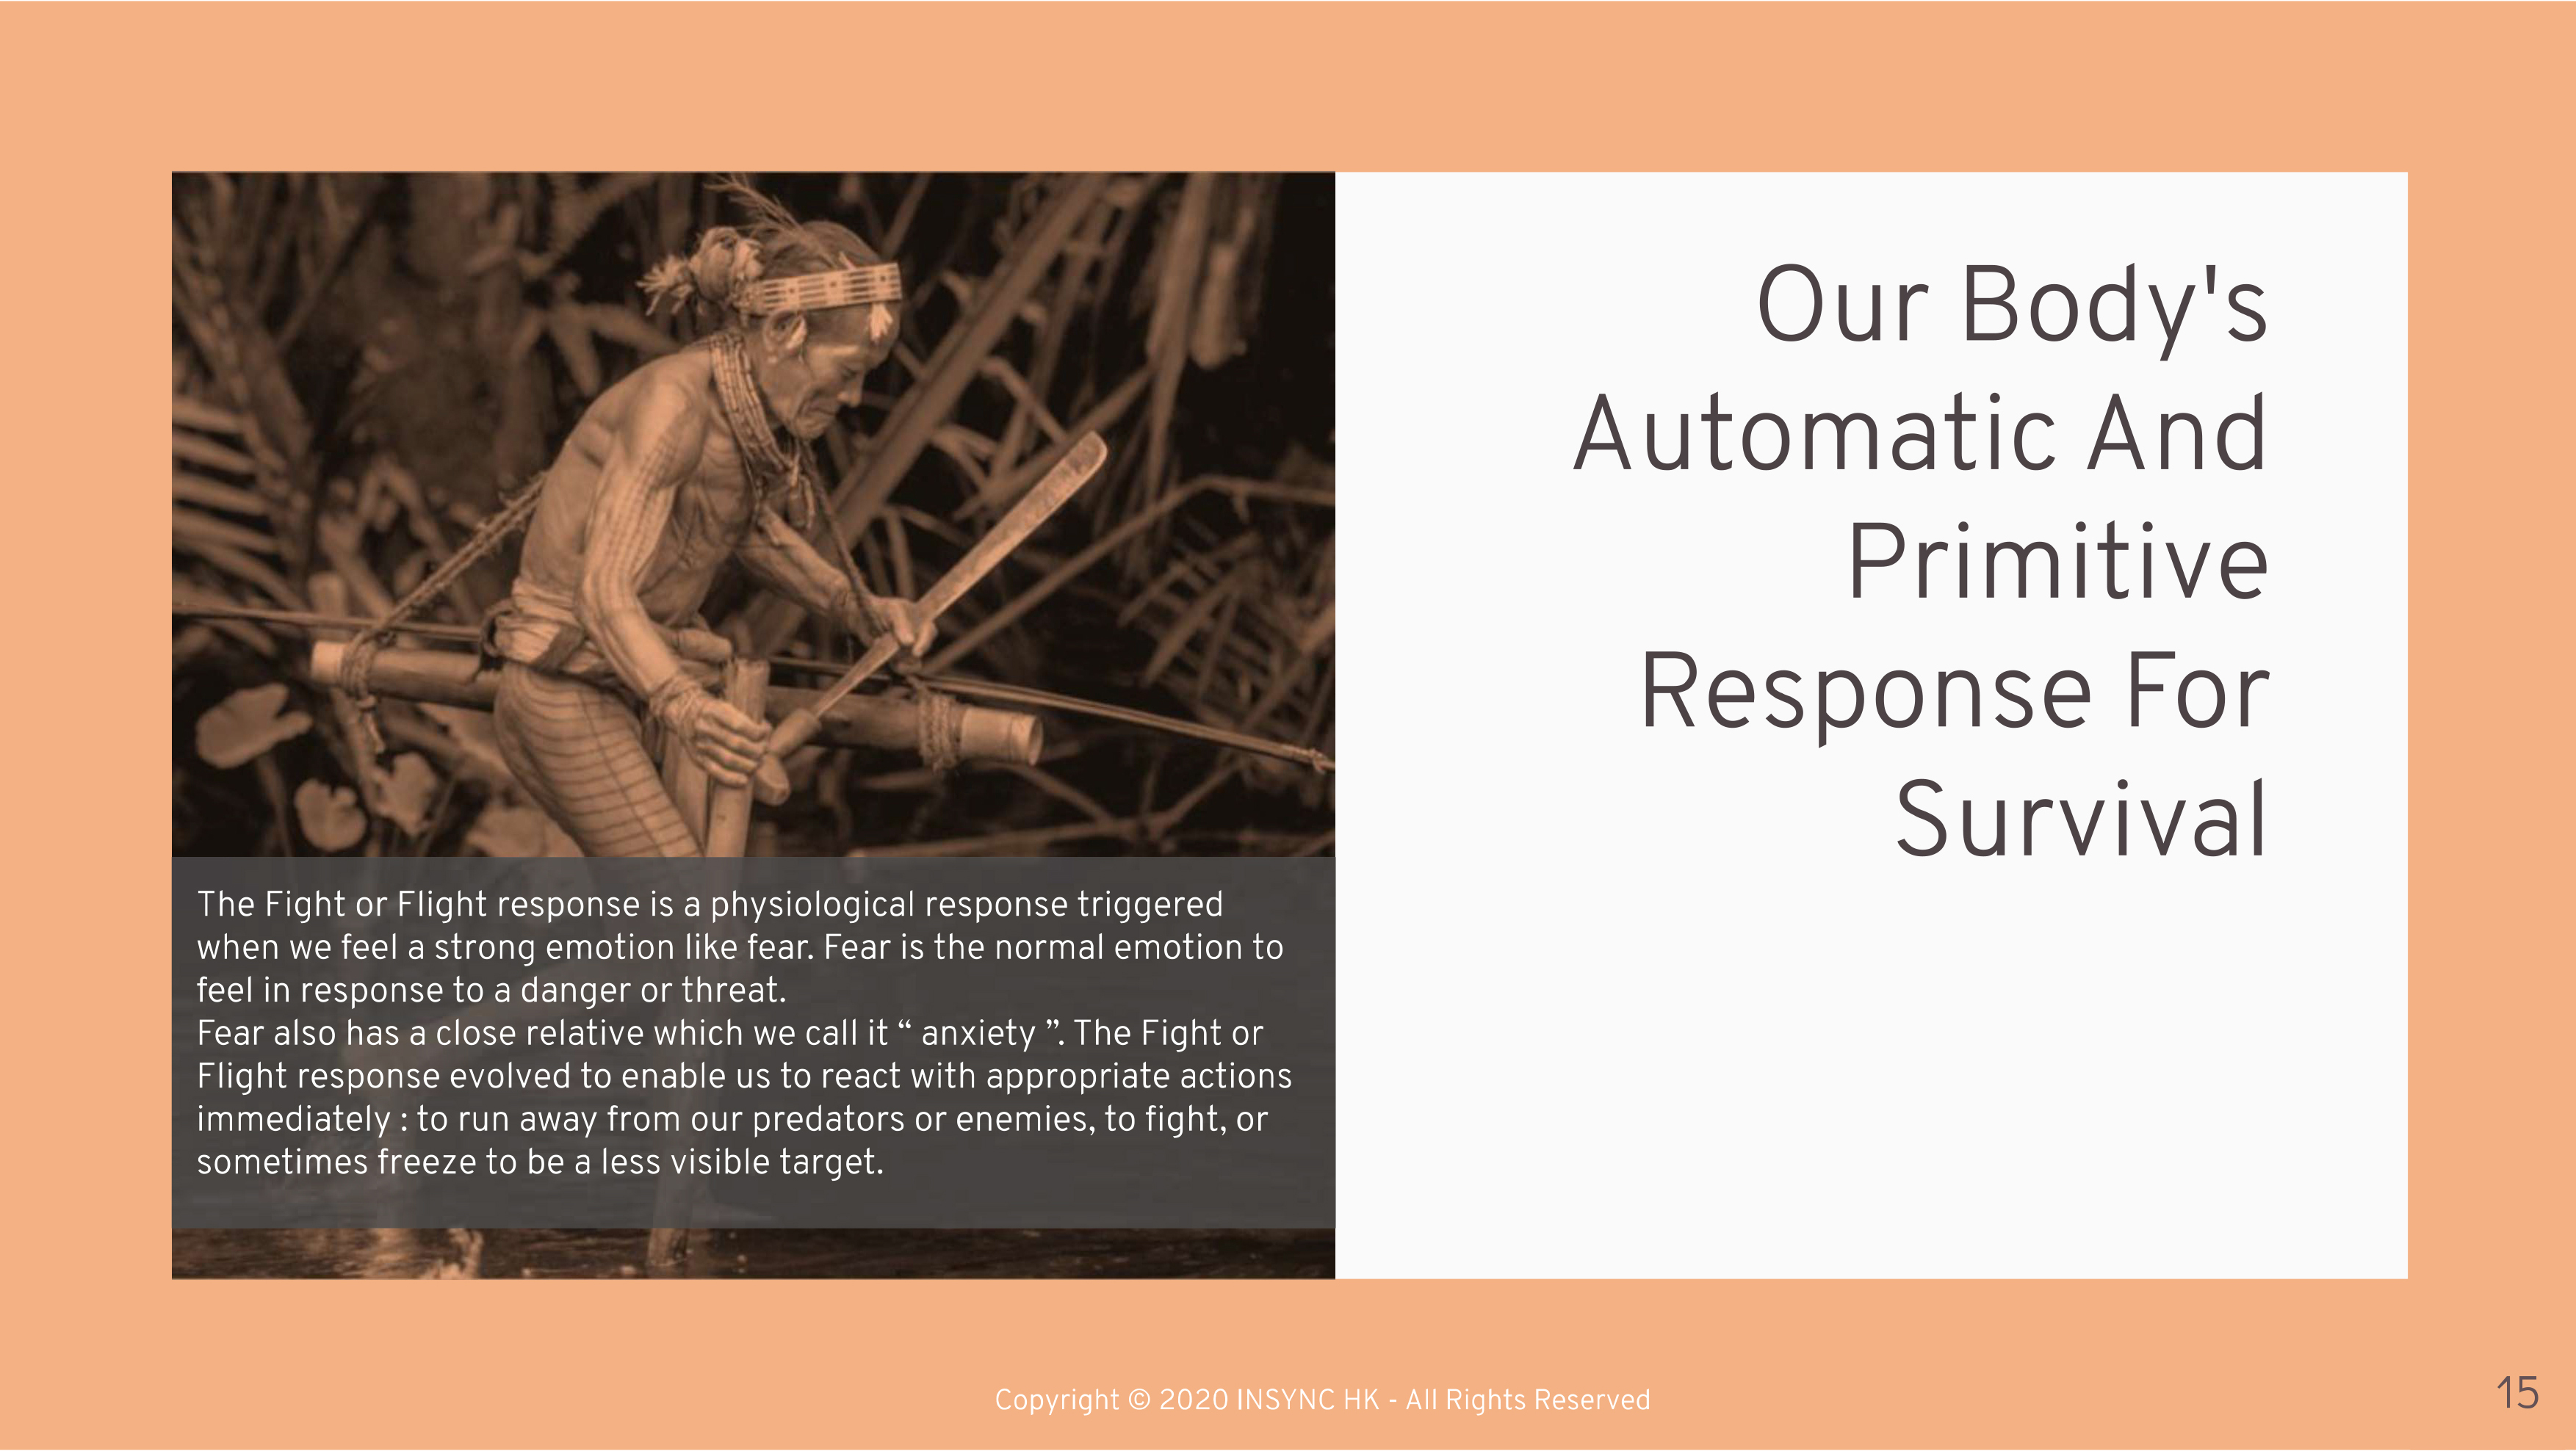 Our Body's
Automatic And
Primitive
Response For
Survival
The Fight or Flight response is a physiological response triggered
when we feel a strong emotion like fear. Fear is the normal emotion to
feel in response to a danger or threat.
Fear also has a close relative which we call it “ anxiety ”. The Fight or
Flight response evolved to enable us to react with appropriate actions
immediately : to run away from our predators or enemies, to fight, or
sometimes freeze to be a less visible target.
Copyright © 2020 INSYNC HK - All Rights Reserved
15